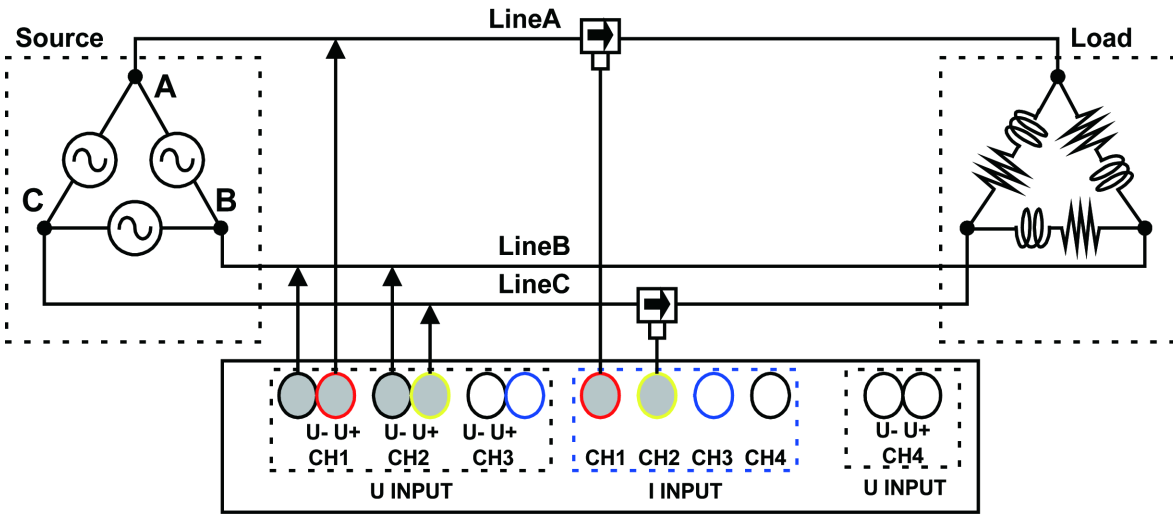 LineA
Source
Load
A
C
B
LineB
LineC
U- U+ U- U+ U- U+
CH1 CH2 CH3
U INPUT
CH1 CH2 CH3 CH4
I INPUT
U- U+
CH4
U INPUT